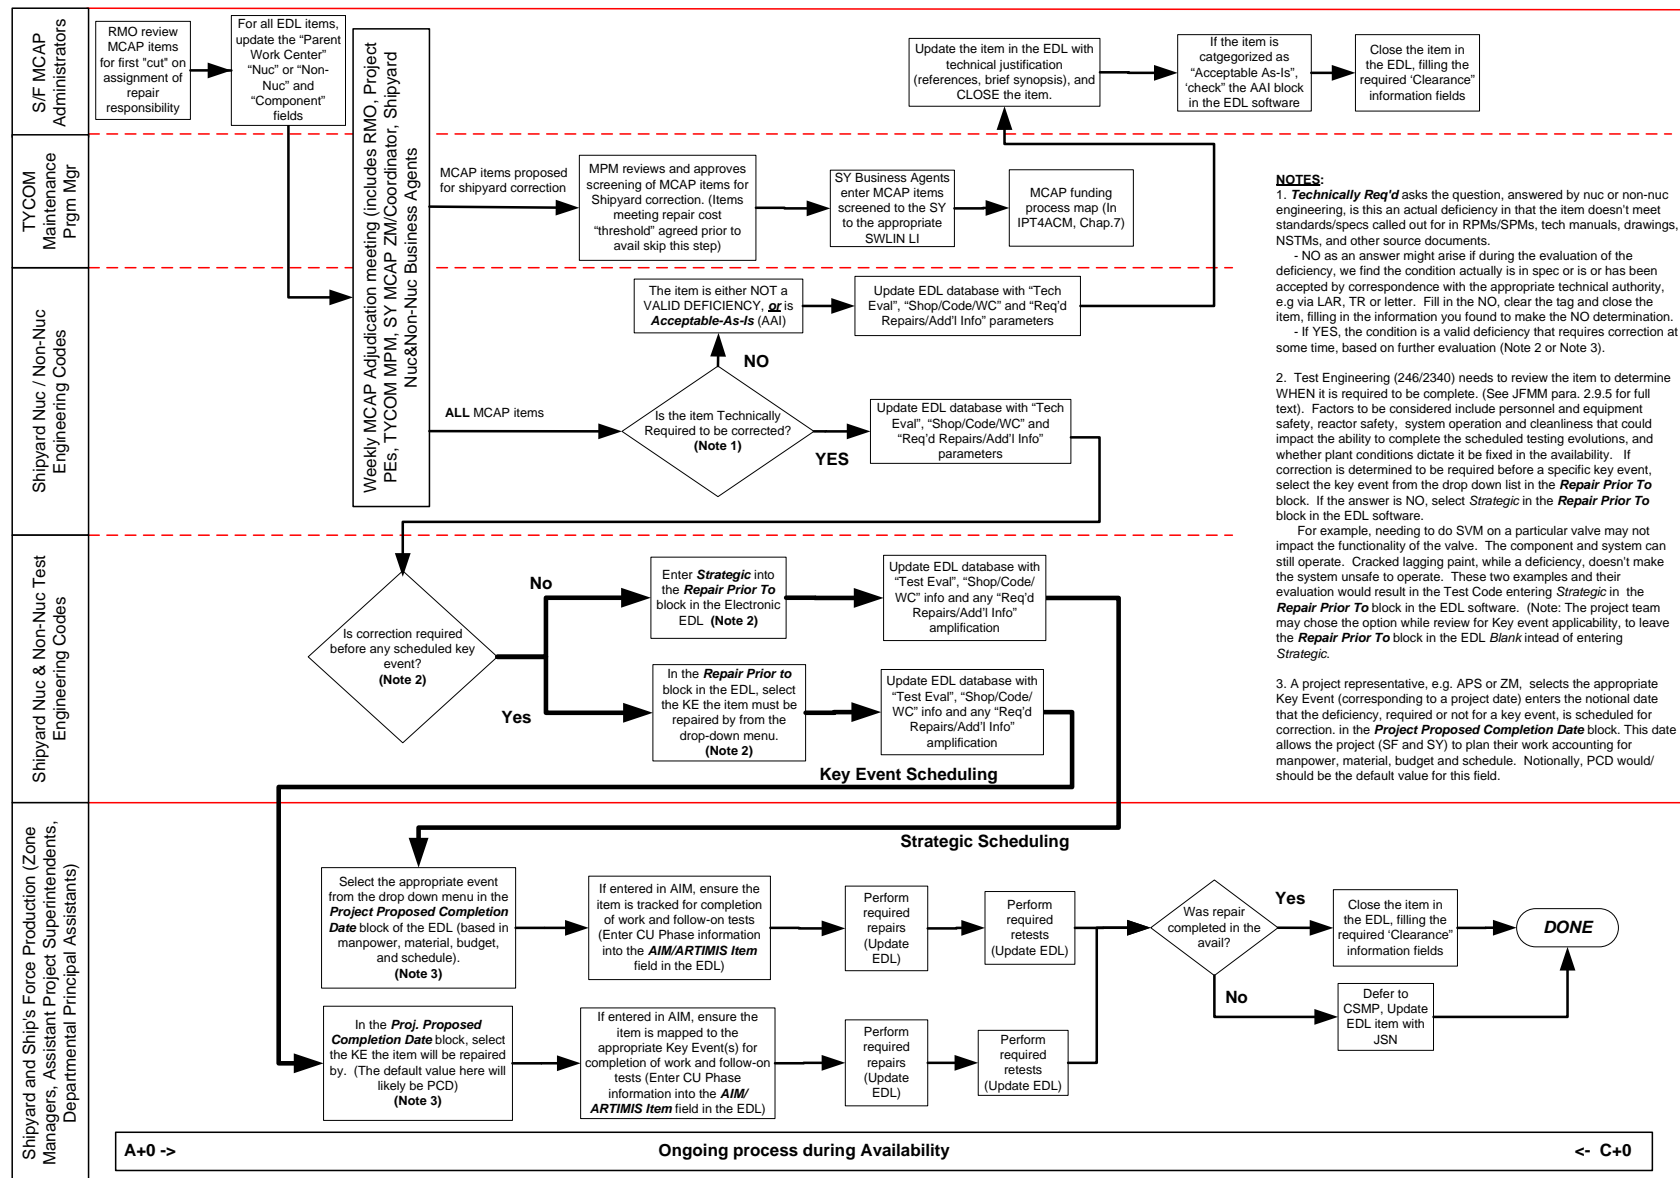 S/F MCAP
Administrators
RMO review
MCAP items
for first "cut" on
assignment of
repair
responsibility
For all EDL items,
update the “Parent
Work Center”
“Nuc” or “Non-
Nuc” and
“Component”
fields
Weekly MCAP Adjudication meeting (includes RMO, Project
PEs, TYCOM MPM, SY MCAP ZM/Coordinator, Shipyard
Nuc&Non-Nuc Business Agents
Update the item in the EDL with
technical justification
(references, brief synopsis), and
CLOSE the item.
If the item is
catgegorized as
“Acceptable As-Is”,
‘check” the AAI block
in the EDL software
Close the item in
the EDL, filling the
required ‘Clearance”
information fields
TYCOM
Maintenance
Prgm Mgr
MCAP items proposed
for shipyard correction
MPM reviews and approves
screening of MCAP items for
Shipyard correction. (Items
meeting repair cost
“threshold” agreed prior to
avail skip this step)
SY Business Agents
enter MCAP items
screened to the SY
to the appropriate
SWLIN LI
MCAP funding
process map (In
IPT4ACM, Chap.7)
Shipyard Nuc / Non-Nuc
Engineering Codes
The item is either NOT a
VALID DEFICIENCY, or is
Acceptable-As-Is (AAI)
Update EDL database with “Tech
Eval”, “Shop/Code/WC” and “Req’d
Repairs/Add’l Info” parameters
NO
ALL MCAP items
Is the item Technically
Required to be corrected?
(Note 1)
YES
Update EDL database with “Tech
Eval”, “Shop/Code/WC” and
“Req’d Repairs/Add’l Info”
parameters
Shipyard Nuc & Non-Nuc Test
Engineering Codes
Is correction required
before any scheduled key
event?
(Note 2)
No
Enter Strategic into
the Repair Prior To
block in the Electronic
EDL (Note 2)
Update EDL database with
“Test Eval”, “Shop/Code/
WC” info and any “Req’d
Repairs/Add’l Info”
amplification
Yes
In the Repair Prior to
block in the EDL, select
the KE the item must be
repaired by from the
drop-down menu.
(Note 2)
Update EDL database with
“Test Eval”, “Shop/Code/
WC” info and any “Req’d
Repairs/Add’l Info”
amplification
Key Event Scheduling
NOTES:
1. Technically Req'd asks the question, answered by nuc or non-nuc
engineering, is this an actual deficiency in that the item doesn’t meet
standards/specs called out for in RPMs/SPMs, tech manuals, drawings,
NSTMs, and other source documents.
- NO as an answer might arise if during the evaluation of the
deficiency, we find the condition actually is in spec or is or has been
accepted by correspondence with the appropriate technical authority,
e.g via LAR, TR or letter. Fill in the NO, clear the tag and close the
item, filling in the information you found to make the NO determination.
- If YES, the condition is a valid deficiency that requires correction at
some time, based on further evaluation (Note 2 or Note 3).
2. Test Engineering (246/2340) needs to review the item to determine
WHEN it is required to be complete. (See JFMM para. 2.9.5 for full
text). Factors to be considered include personnel and equipment
safety, reactor safety, system operation and cleanliness that could
impact the ability to complete the scheduled testing evolutions, and
whether plant conditions dictate it be fixed in the availability. If
correction is determined to be required before a specific key event,
select the key event from the drop down list in the Repair Prior To
block. If the answer is NO, select Strategic in the Repair Prior To
block in the EDL software.
For example, needing to do SVM on a particular valve may not
impact the functionality of the valve. The component and system can
still operate. Cracked lagging paint, while a deficiency, doesn’t make
the system unsafe to operate. These two examples and their
evaluation would result in the Test Code entering Strategic in the
Repair Prior To block in the EDL software. (Note: The project team
may chose the option while review for Key event applicability, to leave
the Repair Prior To block in the EDL Blank intead of entering
Strategic.
3. A project representative, e.g. APS or ZM, selects the appropriate
Key Event (corresponding to a project date) enters the notional date
that the deficiency, required or not for a key event, is scheduled for
correction. in the Project Proposed Completion Date block. This date
allows the project (SF and SY) to plan their work accounting for
manpower, material, budget and schedule. Notionally, PCD would/
should be the default value for this field.
Shipyard and Ship's Force Production (Zone
Managers, Assistant Project Superintendents,
Departmental Principal Assistants)
Strategic Scheduling
Select the appropriate event
from the drop down menu in the
Project Proposed Completion
Date block of the EDL (based in
manpower, material, budget,
and schedule).
(Note 3)
If entered in AIM, ensure the
item is tracked for completion
of work and follow-on tests
(Enter CU Phase information
into the AIM/ARTIMIS Item
field in the EDL)
Perform
required
repairs
(Update
EDL)
Perform
required
retests
(Update EDL)
Was repair
completed in the
avail?
Yes
Close the item in
the EDL, filling the
required ‘Clearance”
information fields
DONE
No
Defer to
CSMP, Update
EDL item with
JSN
In the Proj. Proposed
Completion Date block, select
the KE the item will be repaired
by. (The default value here will
likely be PCD)
(Note 3)
If entered in AIM, ensure the
item is mapped to the
appropriate Key Event(s) for
completion of work and follow-on
tests (Enter CU Phase
information into the AIM/
ARTIMIS Item field in the EDL)
Perform
required
repairs
(Update
EDL)
Perform
required
retests
(Update EDL)
A+0 ->
Ongoing process during Availability
<- C+0